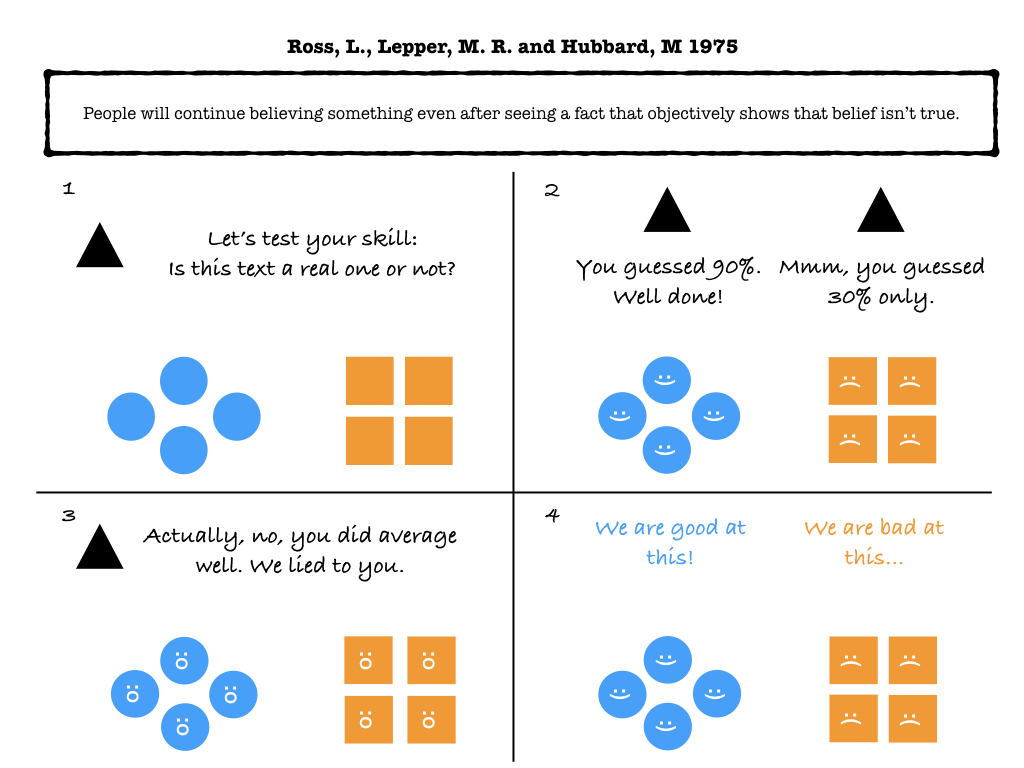 Ross, L., Lepper, M. R. and Hubbard, M 1975
People will continue believing something even after seeing a fact that objectively shows that belief isn't true.
1
Let's test your skill:
Is this text a real one or not?
2
You guessed 90%.
Well done!
Mmm, you guessed
30% only.
3
Actually, no, you did average
well. We lied to you.
4
We are good at
this!
We are bad at
this...